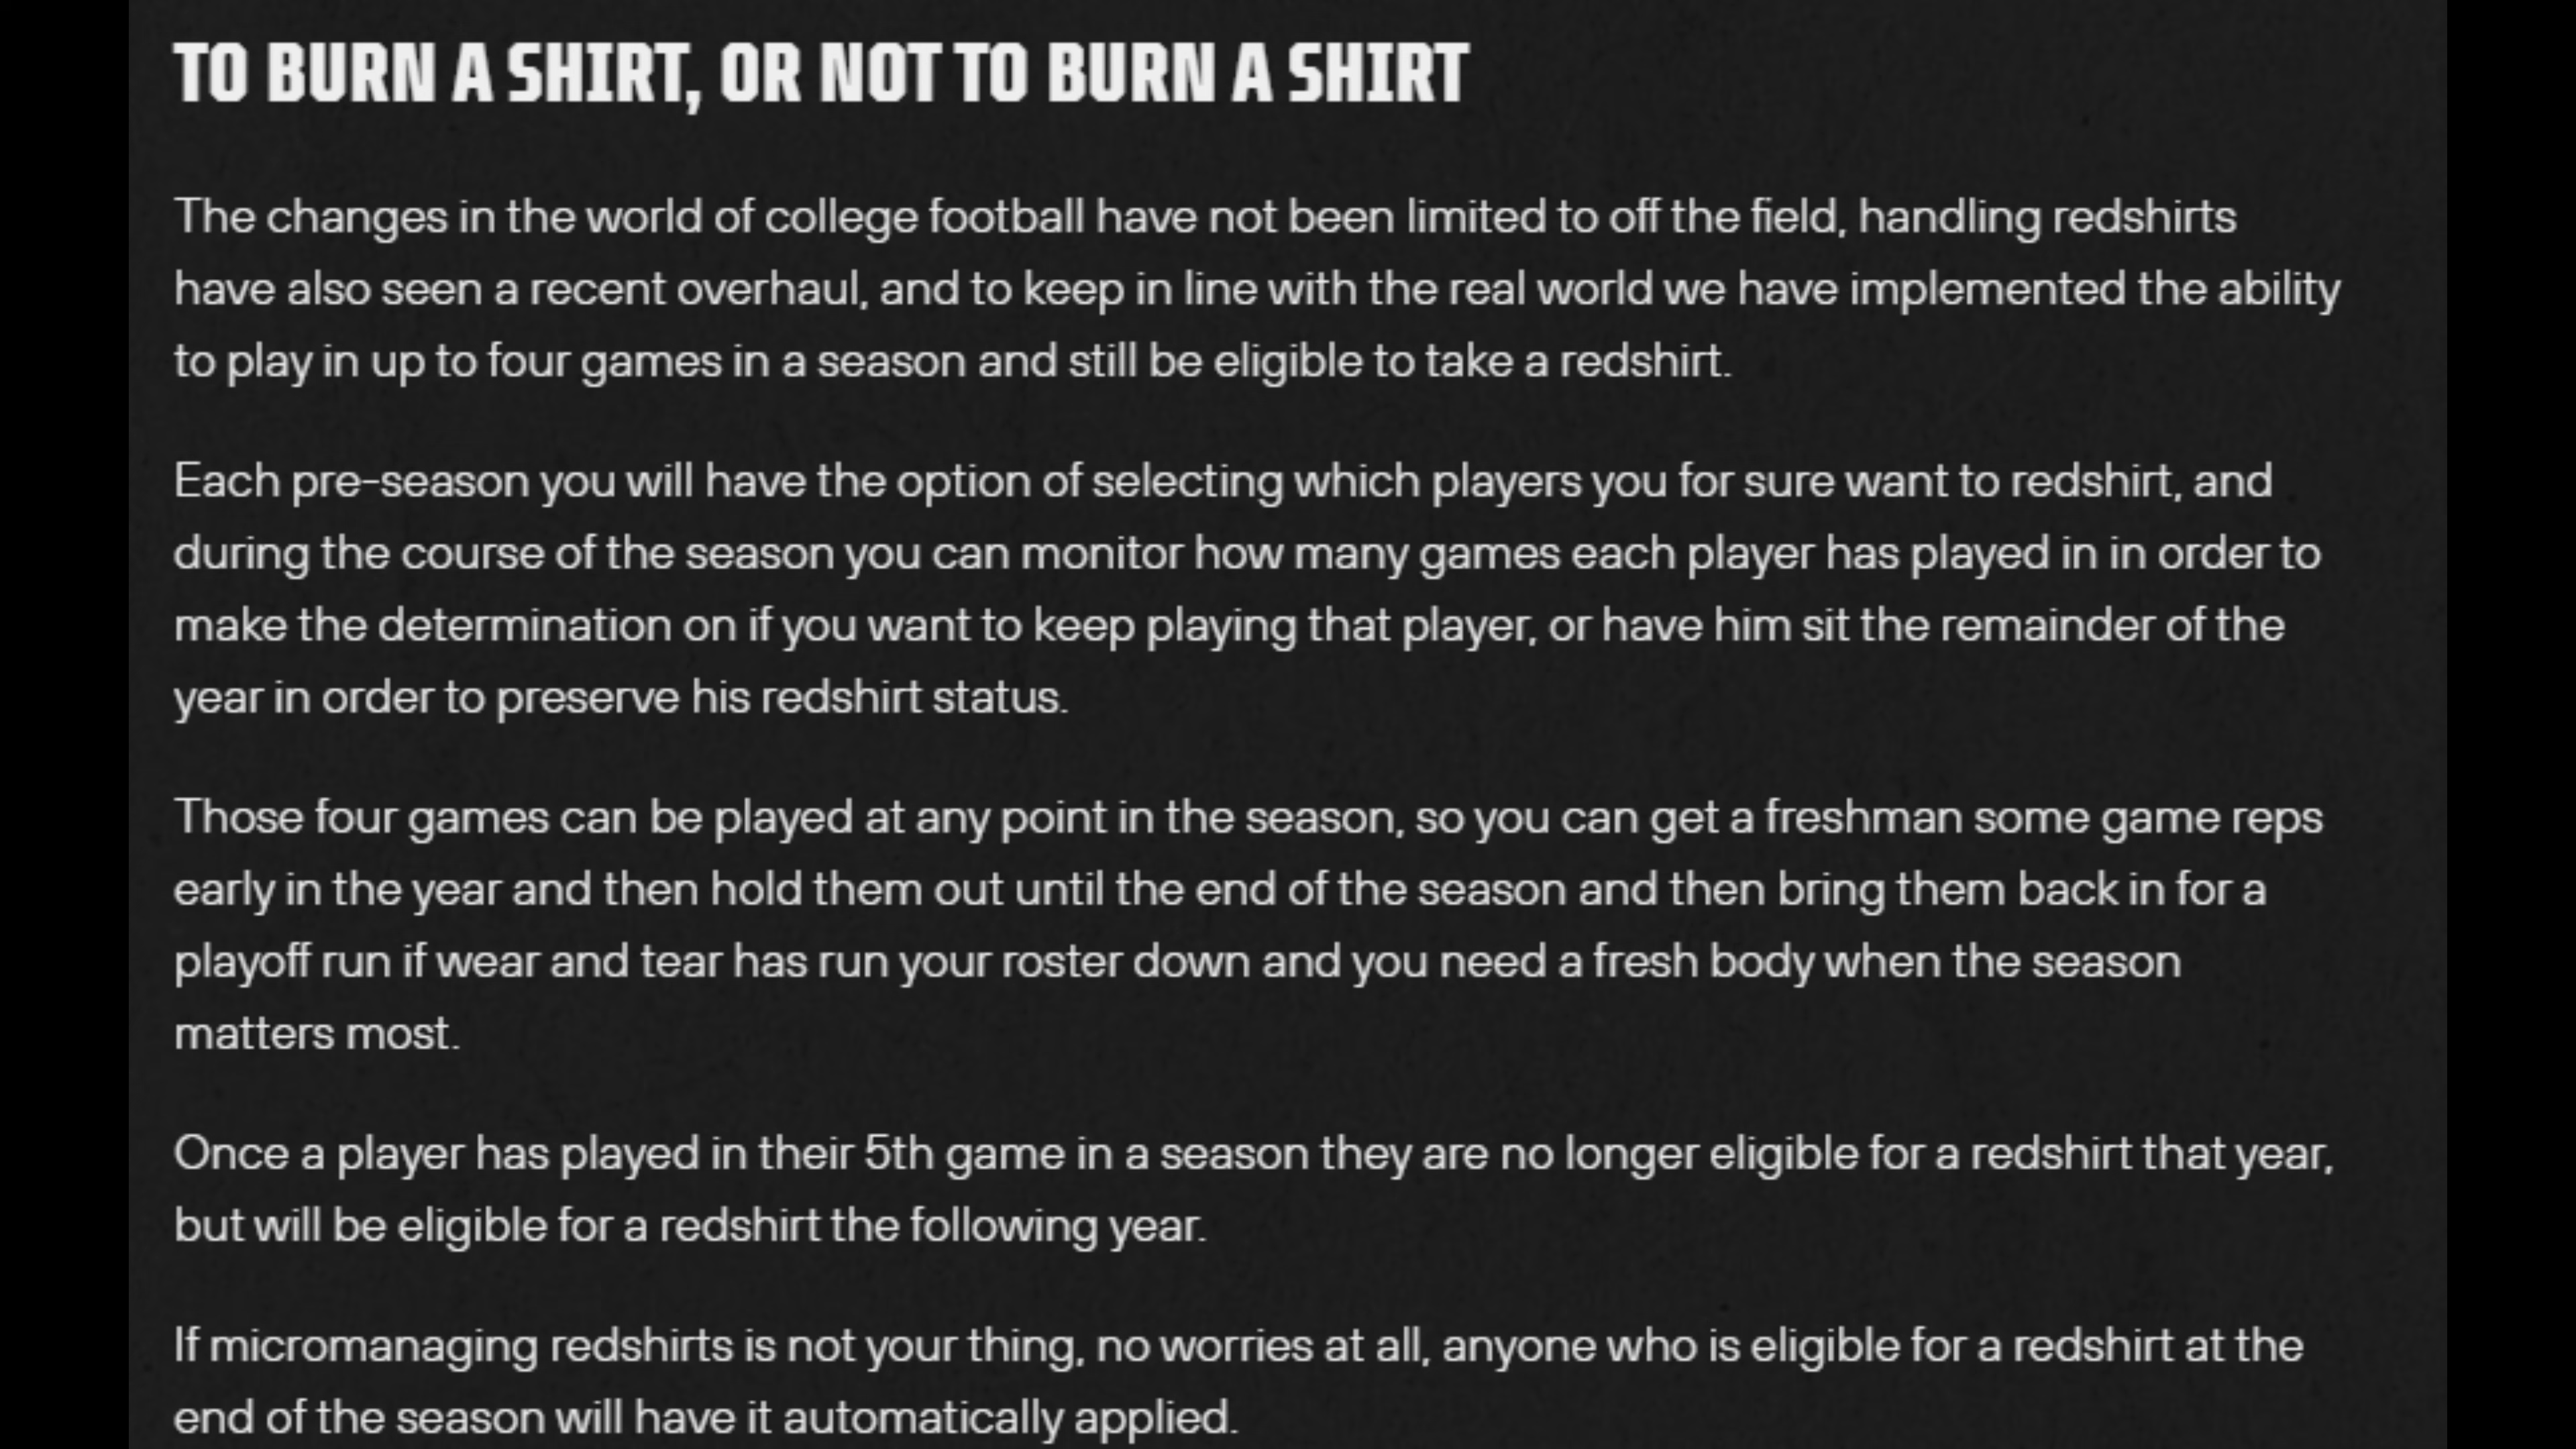 TO BURN A SHIRT, OR NOT TO BURN A SHIRT
The changes in the world of college football have not been limited to off the field, handling redshirts
have also seen a recent overhaul, and to keep in line with the real world we have implemented the ability
to play in up to four games in a season and still be eligible to take a redshirt.
Each pre-season you will have the option of selecting which players you for sure want to redshirt, and
during the course of the season you can monitor how many games each player has played in in order to
make the determination on if you want to keep playing that player, or have him sit the remainder of the
year in order to preserve his redshirt status.
Those four games can be played at any point in the season, so you can get a freshman some game reps
early in the year and then hold them out until the end of the season and then bring them back in for a
playoff run if wear and tear has run your roster down and you need a fresh body when the season
matters most.
Once a player has played in their 5th game in a season they are no longer eligible for a redshirt that year,
but will be eligible for a redshirt the following year.
If micromanaging redshirts is not your thing, no worries at all, anyone who is eligible for a redshirt at the
end of the season will have it automatically applied.